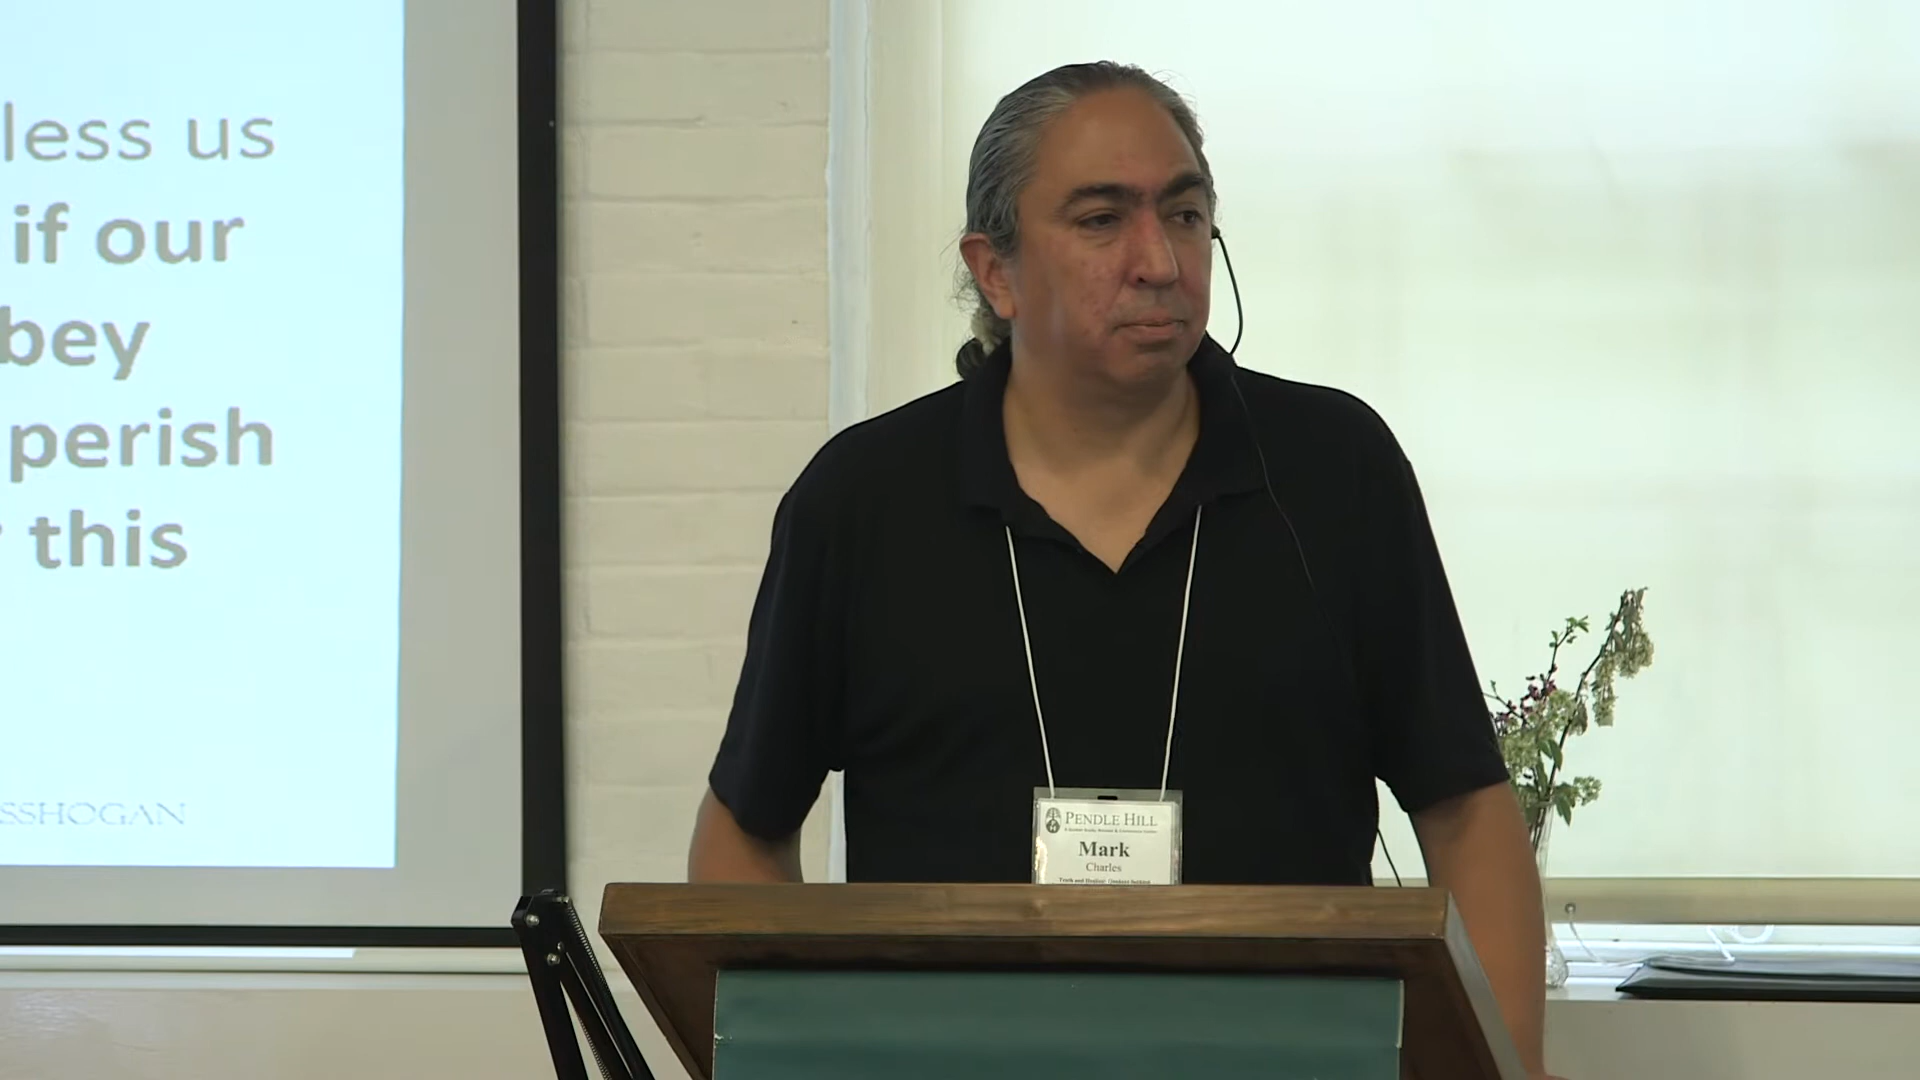 less us
if our
bey
perish
this
SSHOGAN
PENDLE HILL
Mark
Charles